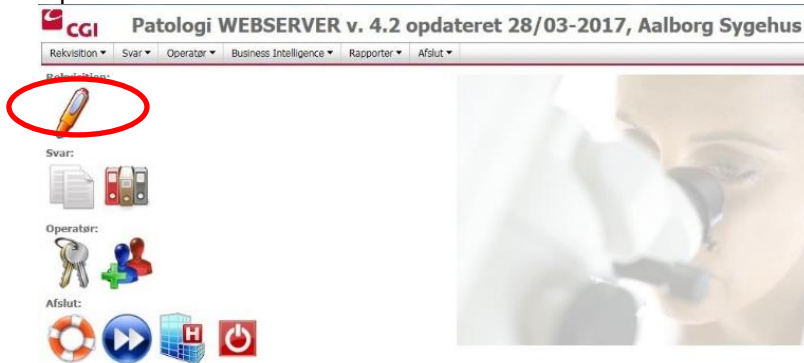 CGI Patologi WEBSERVER v. 4.2 opdateret 28/03-2017, Aalborg Sygehus
Rekvisition Svar Operatør Business Intelligence Rapporter Afslut
Rekvisition:
Svar:
Operatør:
Afslut:
H